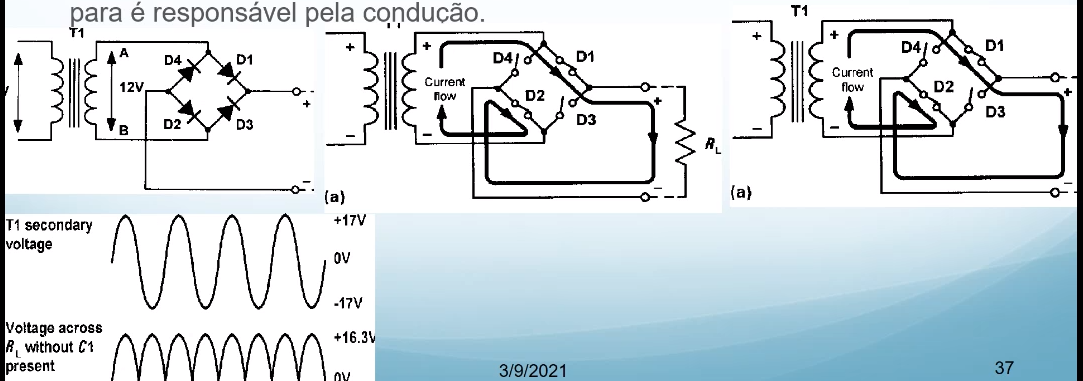 para é responsável pela condução.
T1
A
D4
D1
12V
D2
D3
B
+
−
+
+
D4
D1
Current
flow
D2
D3
+
−
−
−
R_L
(a)
T1
+
+
D4
D1
Current
flow
D2
D3
+
−
−
−
(a)
T1 secondary
voltage
+17V
0V
-17V
Voltage across
R_L without C1
present
+16.3V
0V
3/9/2021
37